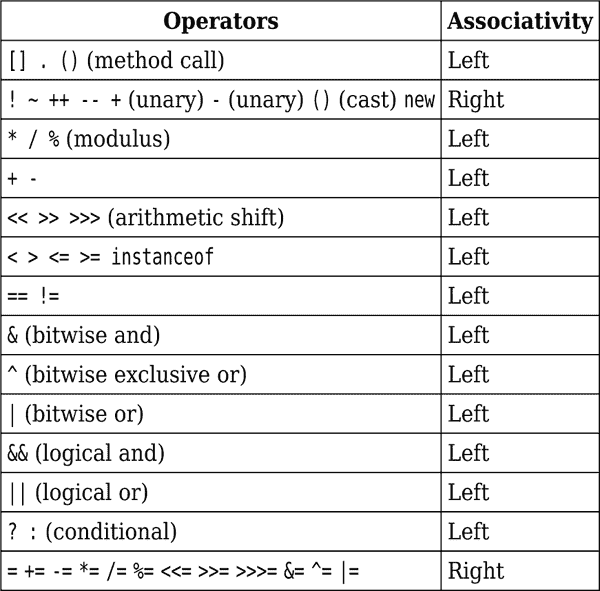 Operators Associativity
[] . () (method call) Left
! ~ ++ -- + (unary) - (unary) () (cast) new Right
* / % (modulus) Left
+ - Left
<< >> >>> (arithmetic shift) Left
< > <= >= instanceof Left
== != Left
& (bitwise and) Left
^ (bitwise exclusive or) Left
| (bitwise or) Left
&& (logical and) Left
|| (logical or) Left
? : (conditional) Left
= += -= *= /= %= <<= >>= >>>= &= ^= |= Right